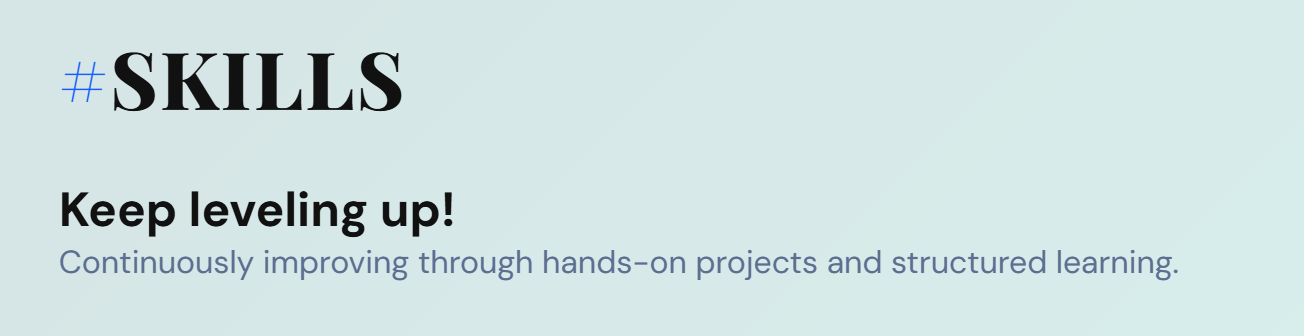 #SKILLS
Keep leveling up!
Continuously improving through hands-on projects and structured learning.